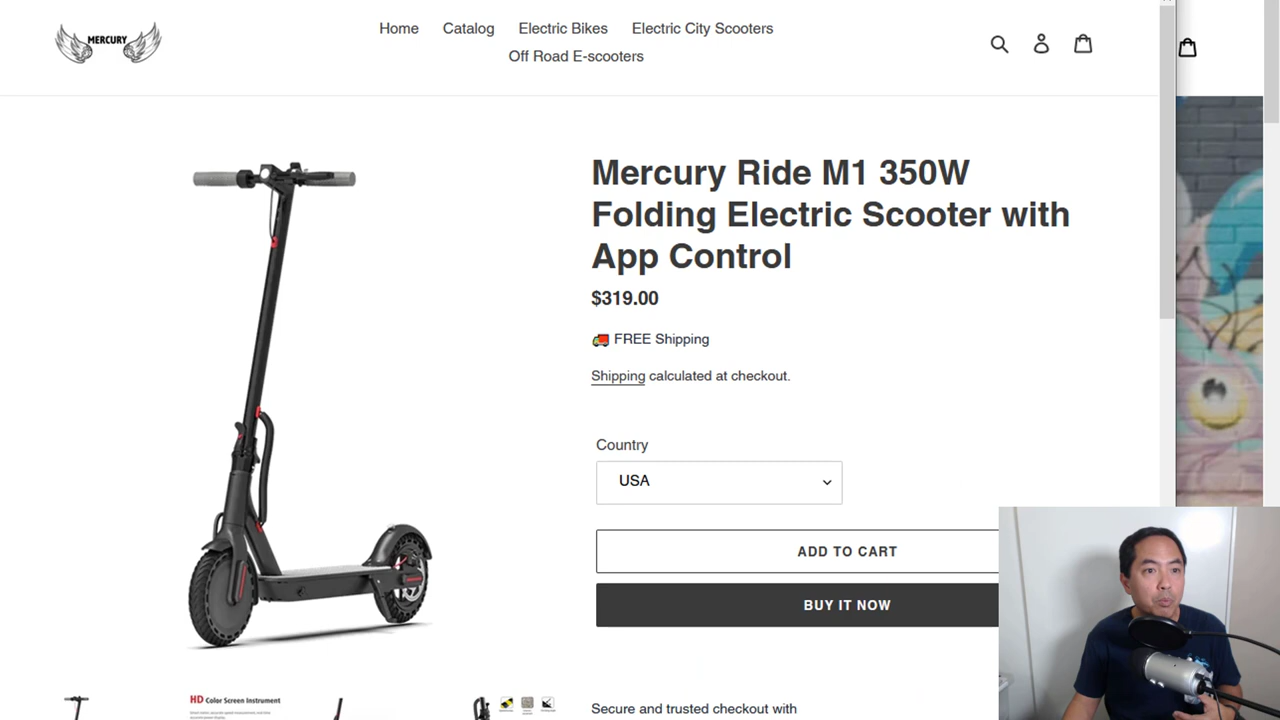 MERCURY
Home
Catalog
Electric Bikes
Electric City Scooters
Off Road E-scooters
Mercury Ride M1 350W
Folding Electric Scooter with
App Control
$319.00
FREE Shipping
Shipping calculated at checkout.
Country
USA
ADD TO CART
BUY IT NOW
HD Color Screen Instrument
Secure and trusted checkout with